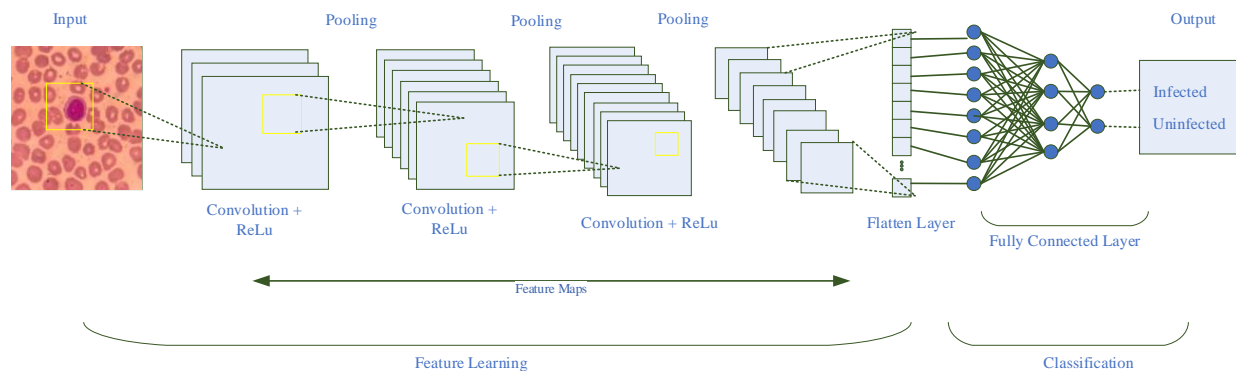 Input
Pooling
Pooling
Pooling
Output
Infected
Uninfected
Convolution +
ReLu
Convolution +
ReLu
Convolution + ReLu
Flatten Layer
Fully Connected Layer
Feature Maps
Feature Learning
Classification